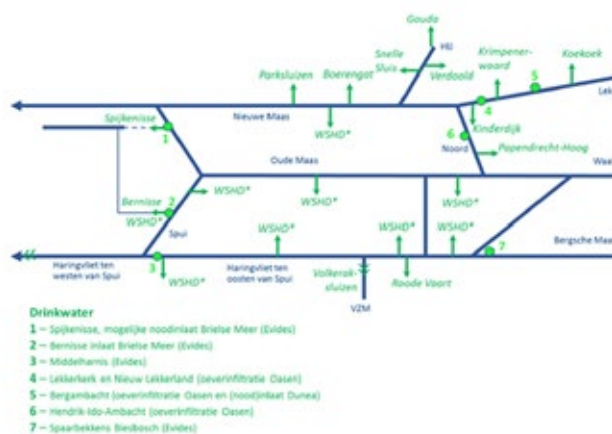 Gouda
HIJ
Snelle
Sluis
Verdoold
Krimpener-
waard
5
Koekoek
Parksluizen
Boerengat
4
Lek
Nieuwe Maas
Spijkenisse
1
WSHD*
6
Kinderdijk
Noord
Papendrecht-Hoog
Oude Maas
Waal
Bernisse
2
WSHD*
WSHD*
WSHD*
WSHD*
Spui
WSHD*
WSHD*
WSHD*
7
Bergsche Maas
3
Haringvliet ten
westen van Spui
WSHD*
Haringvliet ten
oosten van Spui
Volkerak-
sluizen
Roode Vaart
VZM
Drinkwater
1 – Spijkenisse, mogelijke noodinlaat Brielse Meer (Evides)
2 – Bernisse inlaat Brielse Meer (Evides)
3 – Middelharnis (Evides)
4 – Lekkerkerk en Nieuw Lekkerland (oeverinfiltratie Oasen)
5 – Bergambacht (oeverinfiltratie Oasen en (nood)inlaat Dunea)
6 – Hendrik-Ido-Ambacht (oeverinfiltratie Oasen)
7 – Spaarbekkens Biesbosch (Evides)